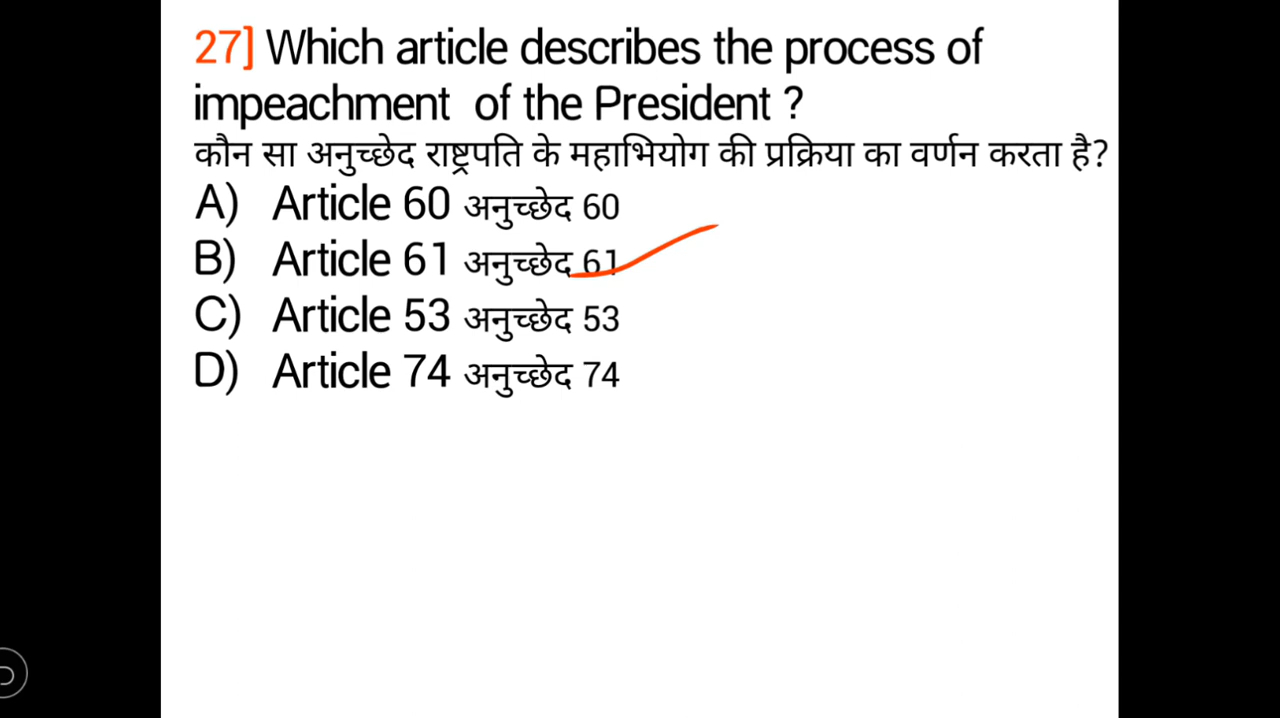 27] Which article describes the process of
impeachment of the President ?
कौन सा अनुच्छेद राष्ट्रपति के महाभियोग की प्रक्रिया का वर्णन करता है?
A) Article 60 अनुच्छेद 60
B) Article 61 अनुच्छेद 61
C) Article 53 अनुच्छेद 53
D) Article 74 अनुच्छेद 74